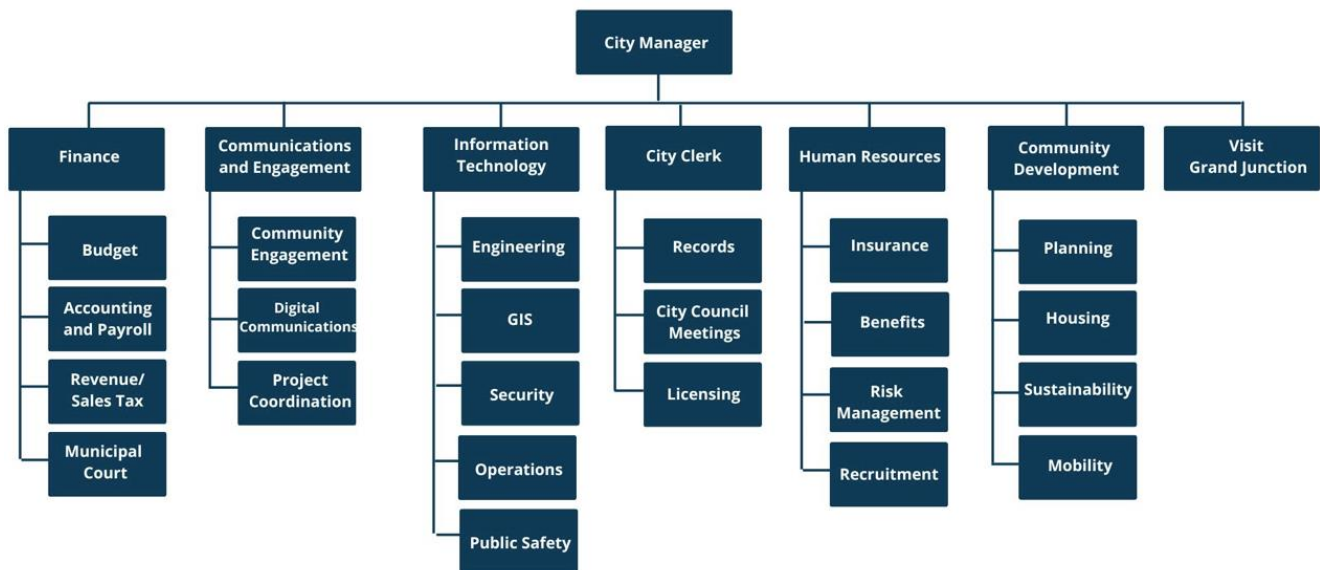 City Manager
Finance
Budget
Accounting
and Payroll
Revenue/
Sales Tax
Municipal
Court
Communications
and Engagement
Community
Engagement
Digital
Communications
Project
Coordination
Information
Technology
Engineering
GIS
Security
Operations
Public Safety
City Clerk
Records
City Council
Meetings
Licensing
Human Resources
Insurance
Benefits
Risk
Management
Recruitment
Community
Development
Planning
Housing
Sustainability
Mobility
Visit
Grand Junction